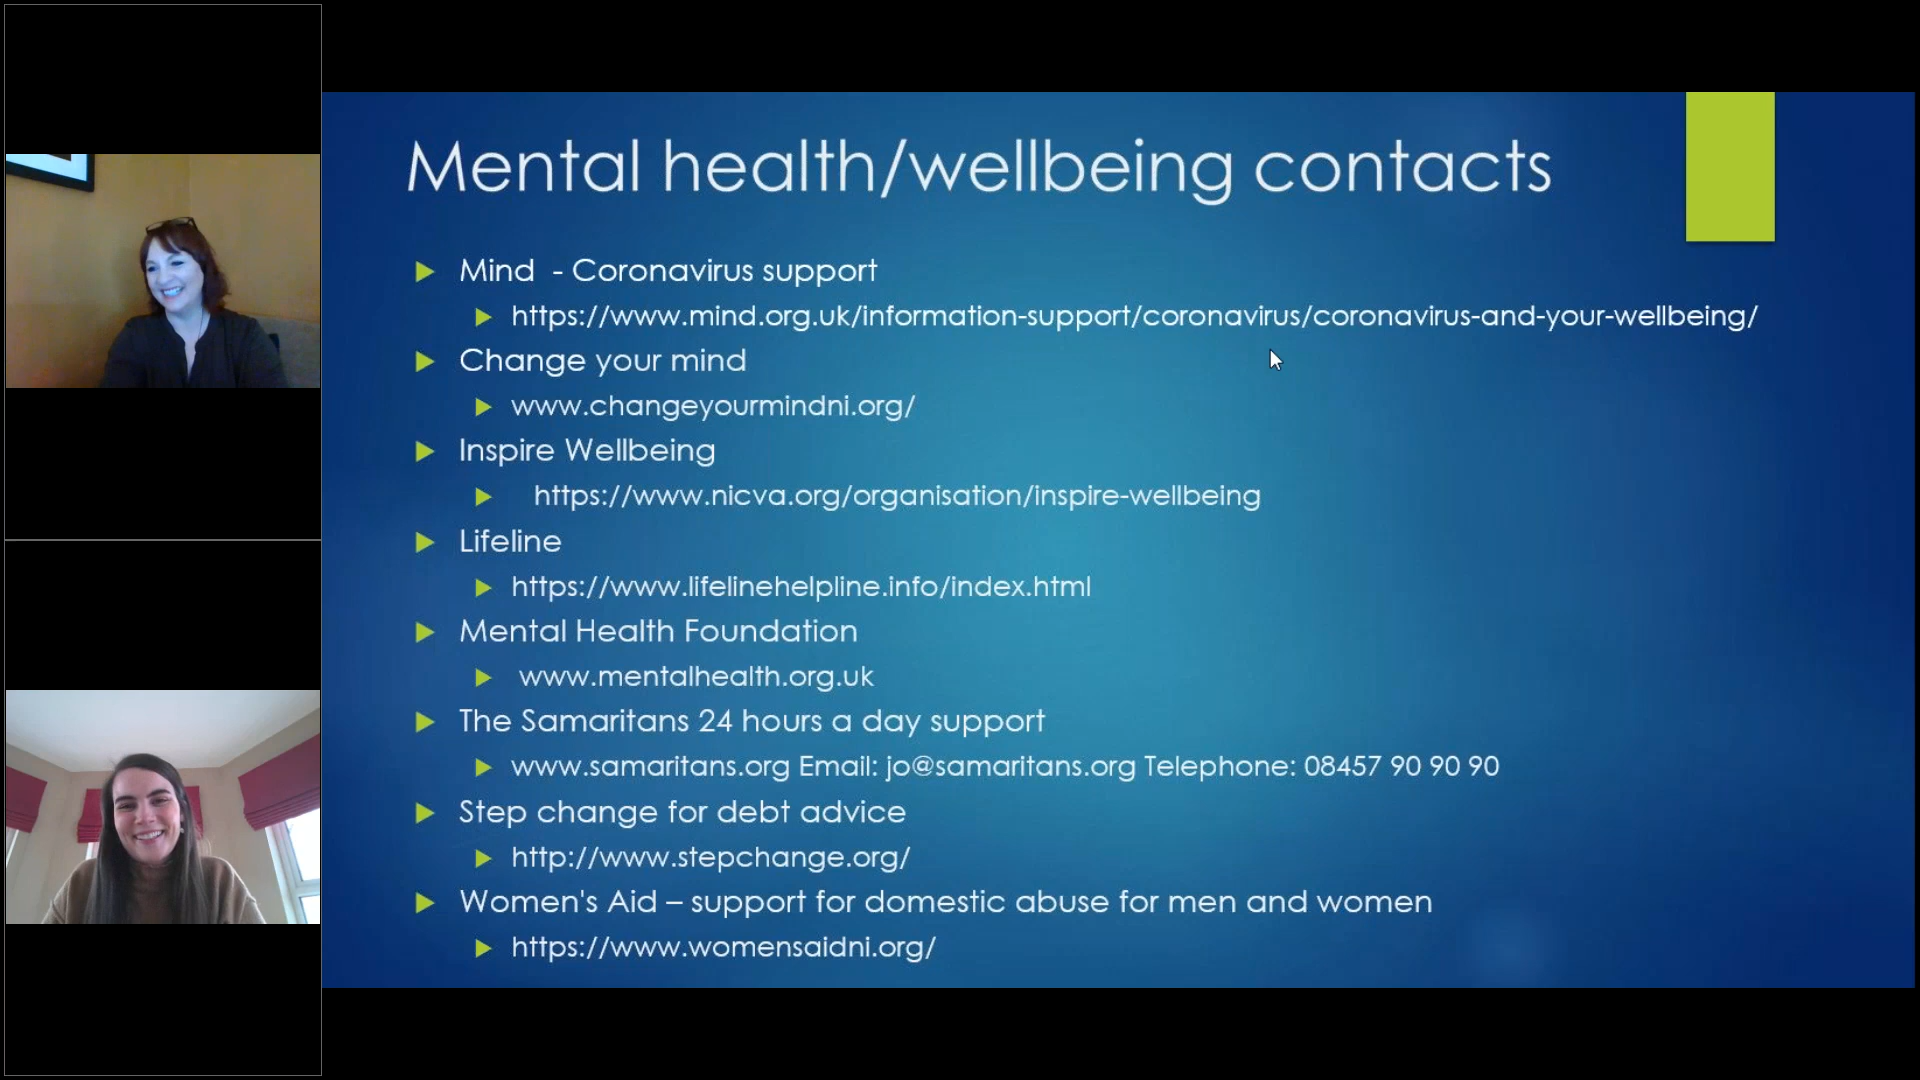 Mental health/wellbeing contacts
Mind - Coronavirus support
https://www.mind.org.uk/information-support/coronavirus/coronavirus-and-your-wellbeing/
Change your mind
www.changeyourmindni.org/
Inspire Wellbeing
https://www.nicva.org/organisation/inspire-wellbeing
Lifeline
https://www.lifelinehelpline.info/index.html
Mental Health Foundation
www.mentalhealth.org.uk
The Samaritans 24 hours a day support
www.samaritans.org Email: jo@samaritans.org Telephone: 08457 90 90 90
Step change for debt advice
http://www.stepchange.org/
Women's Aid – support for domestic abuse for men and women
https://www.womensaidni.org/